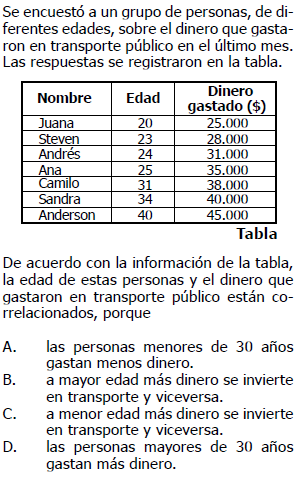 Se encuestó a un grupo de personas, de di-
ferentes edades, sobre el dinero que gasta-
ron en transporte público en el último mes.
Las respuestas se registraron en la tabla.
Nombre Edad Dinero gastado ($)
Juana 20 25.000
Steven 23 28.000
Andrés 24 31.000
Ana 25 35.000
Camilo 31 38.000
Sandra 34 40.000
Anderson 40 45.000
Tabla
De acuerdo con la información de la tabla,
la edad de estas personas y el dinero que
gastaron en transporte público están co-
rrelacionados, porque
A. las personas menores de 30 años
gastan menos dinero.
B. a mayor edad más dinero se invierte
en transporte y viceversa.
C. a menor edad más dinero se invierte
en transporte y viceversa.
D. las personas mayores de 30 años
gastan más dinero.